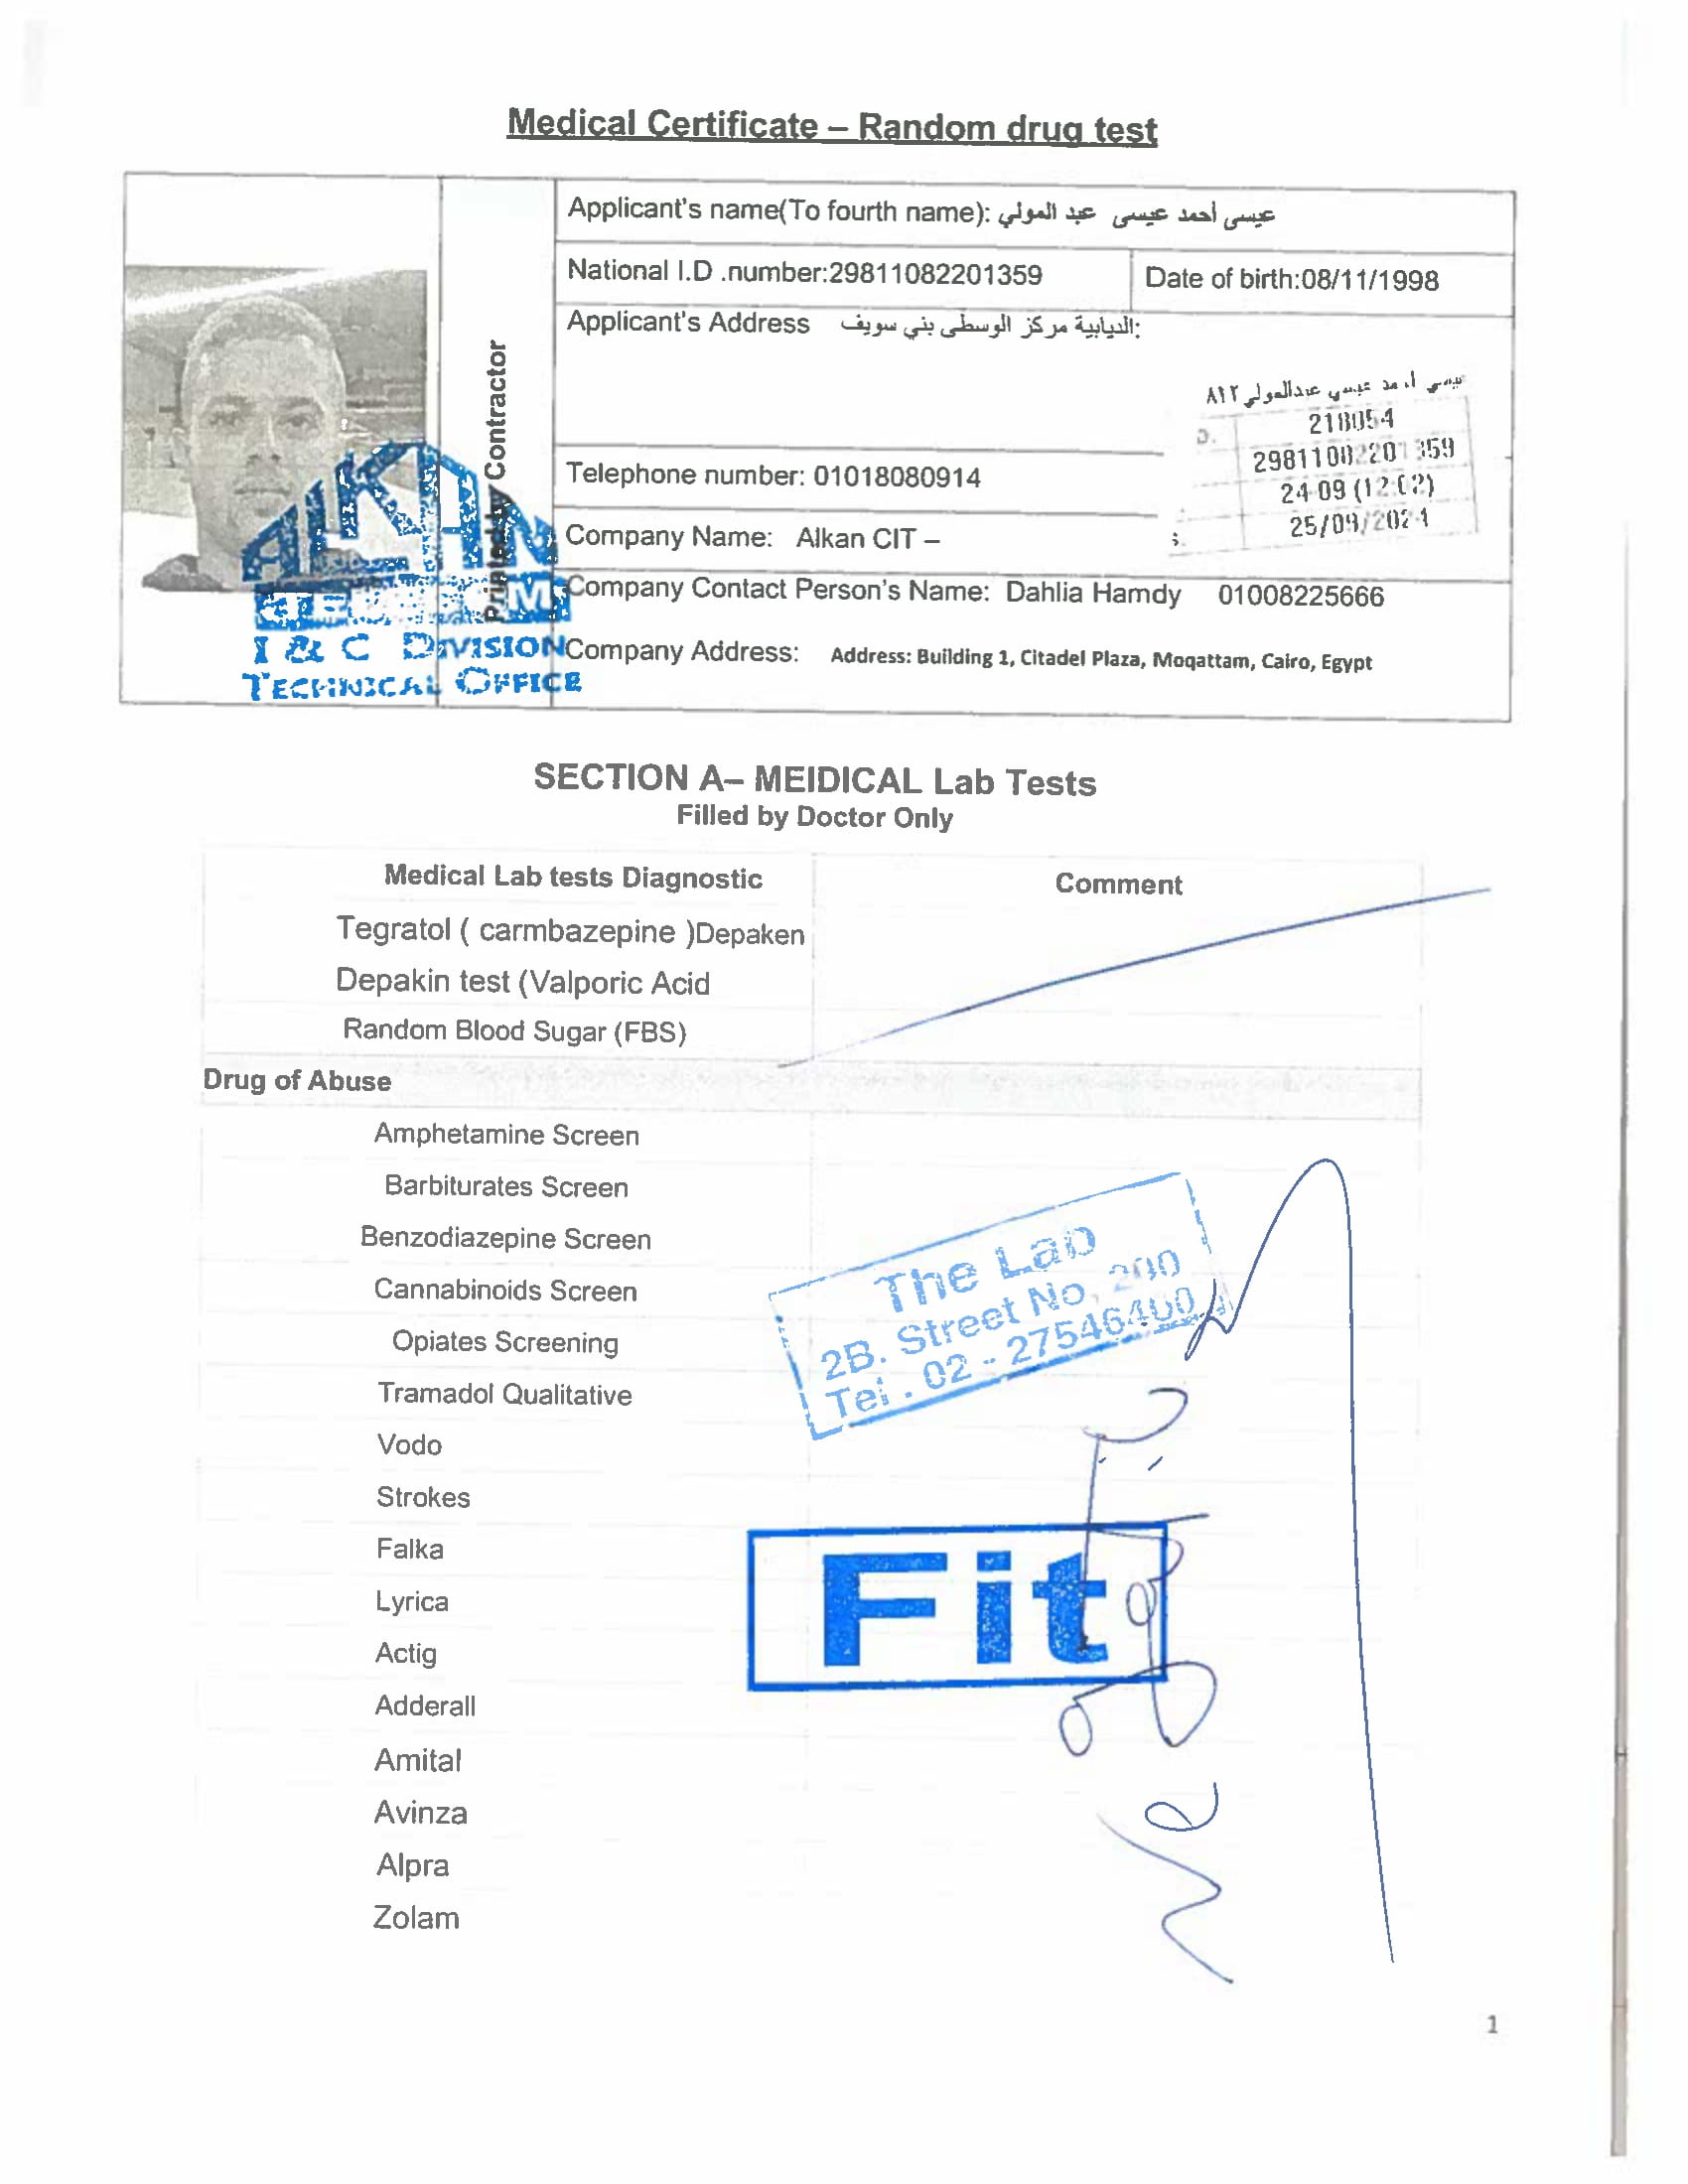 Medical Certificate – Random drug test
Applicant's name(To fourth name): عيسى أحمد عيسى عبد المولي
National I.D .number:29811082201359
Date of birth:08/11/1998
Applicant's Address الديابية مركز الوسطى بني سويف:
عيسي أحمد عيسي عبدالمولي ٨١٢
218054
29811082201359
24-09 (12:02)
25/09/2024
Telephone number: 01018080914
Company Name: Alkan CIT –
Company Contact Person's Name: Dahlia Hamdy 01008225666
Company Address: Address: Building 1, Citadel Plaza, Moqattam, Cairo, Egypt
Printed by Contractor
ALKAN
TELECOM
I & C DIVISION
TECHNICAL OFFICE
SECTION A– MEIDICAL Lab Tests
Filled by Doctor Only
Medical Lab tests Diagnostic
Comment
Tegratol ( carmbazepine )Depaken
Depakin test (Valporic Acid
Random Blood Sugar (FBS)
Drug of Abuse
Amphetamine Screen
Barbiturates Screen
Benzodiazepine Screen
Cannabinoids Screen
Opiates Screening
Tramadol Qualitative
Vodo
Strokes
Falka
Lyrica
Actig
Adderall
Amital
Avinza
Alpra
Zolam
The Lab
2B. Street No. 200
Tel . 02 - 27546400
Fit
1